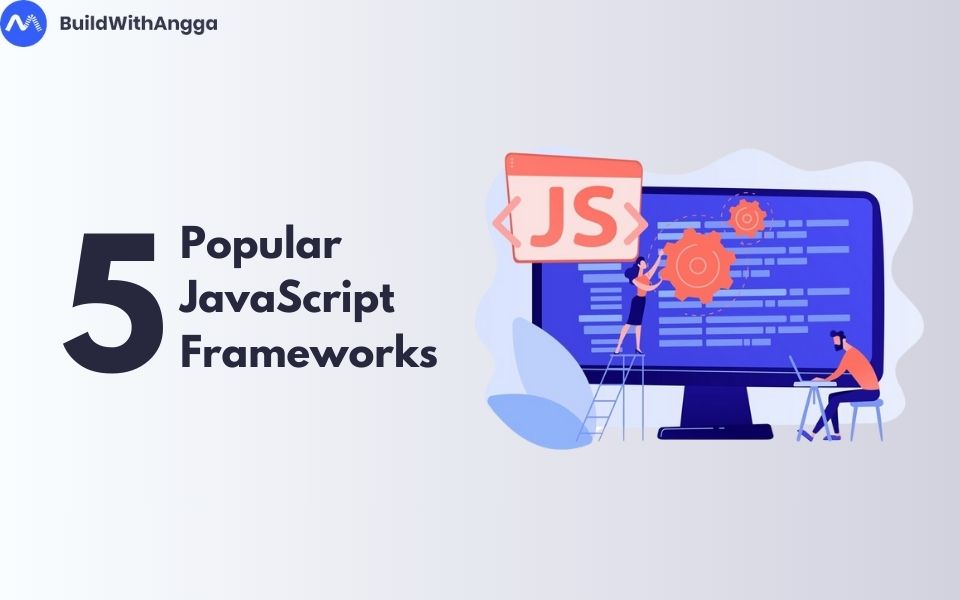 BuildWithAngga
5
Popular
JavaScript
Frameworks
< JS >